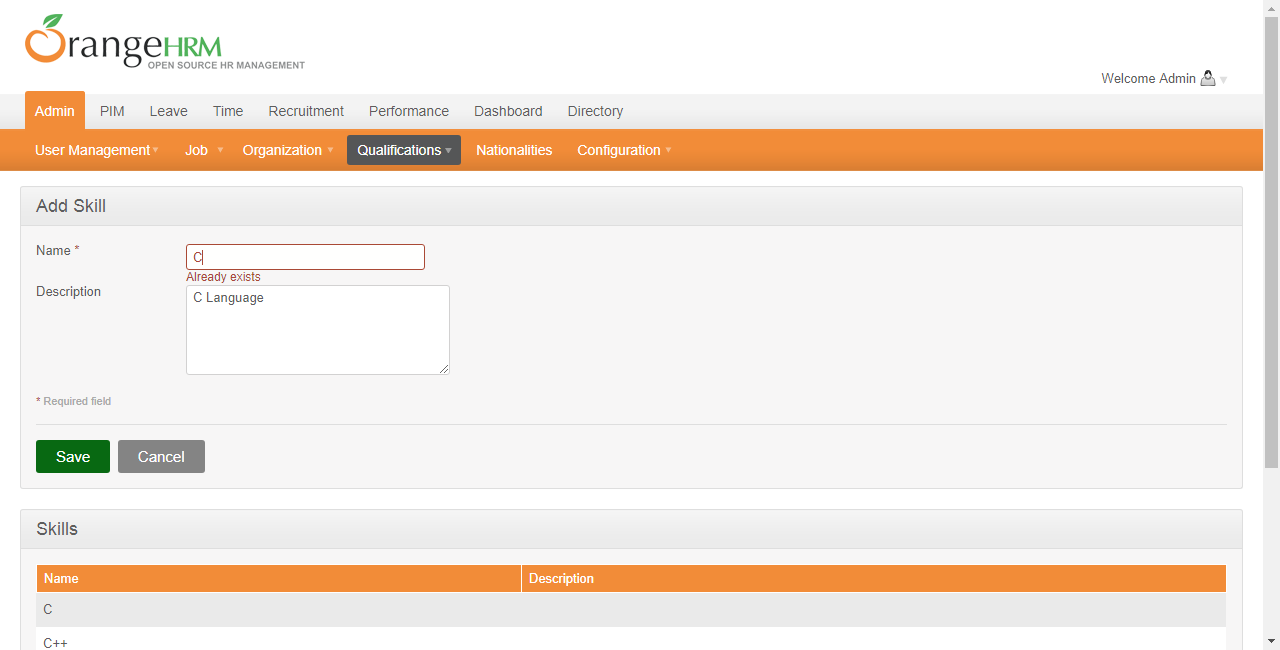 OrangeHRM
OPEN SOURCE HR MANAGEMENT
Welcome Admin
Admin PIM Leave Time Recruitment Performance Dashboard Directory
User Management Job Organization Qualifications Nationalities Configuration
Add Skill
Name * C
Already exists
Description C Language
* Required field
Save Cancel
Skills
Name Description
C
C++